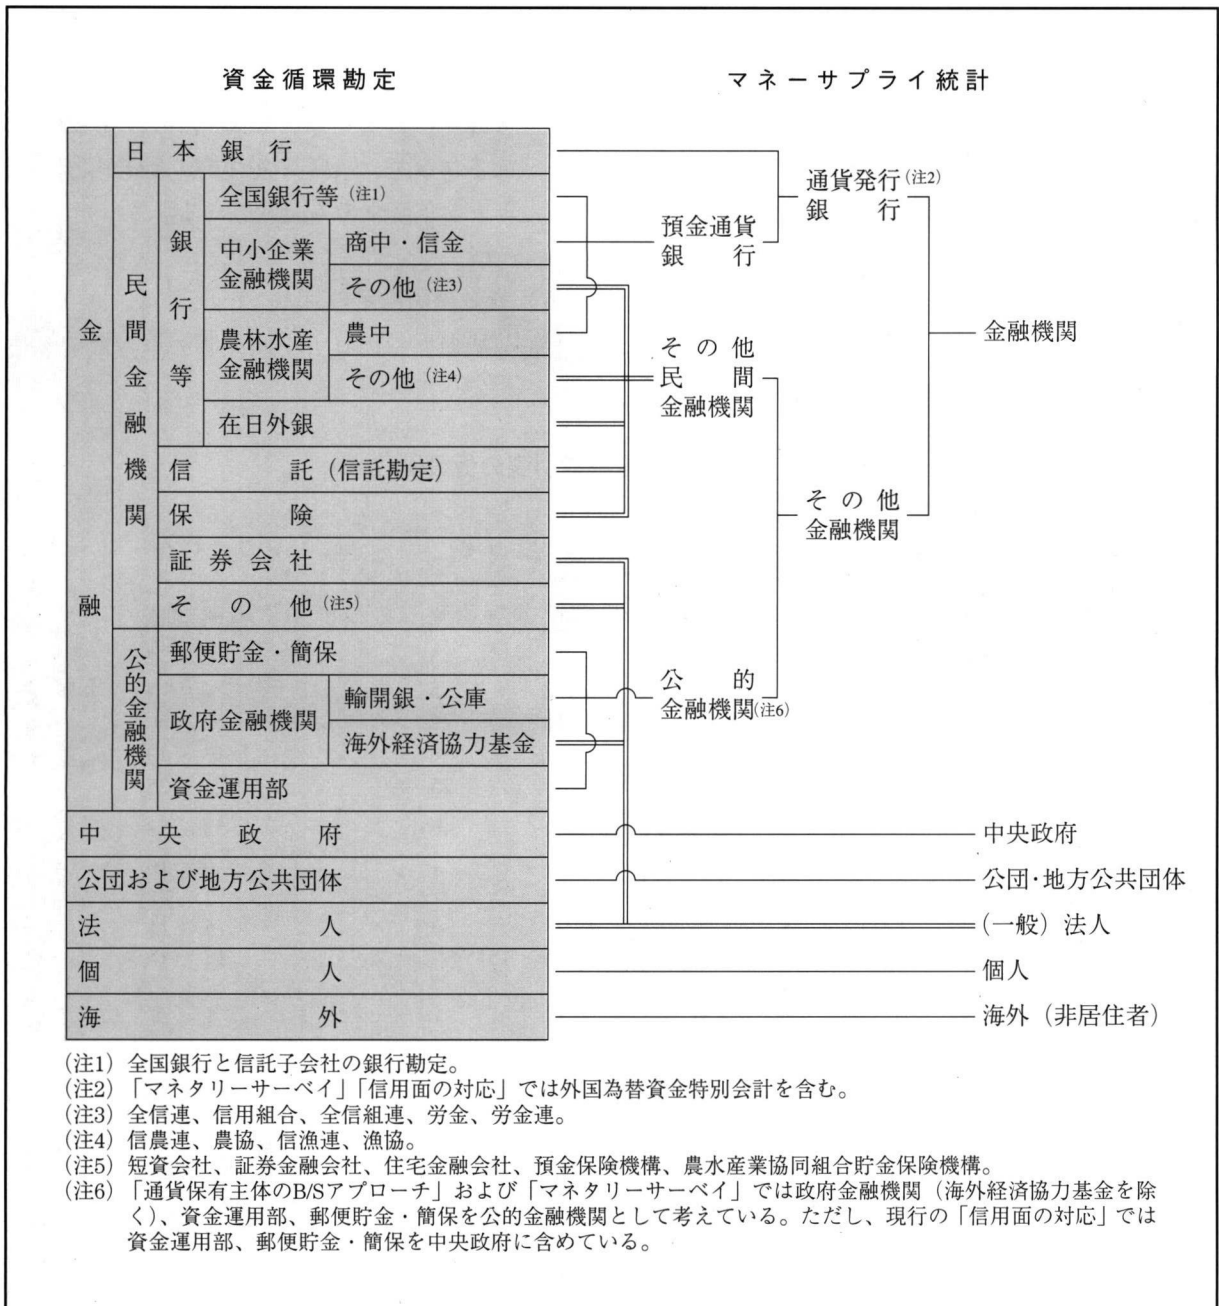 資金循環勘定
マネーサプライ統計
金融
日本銀行
民間金融機関
銀行等
全国銀行等(注1)
中小企業
金融機関
商中・信金
その他(注3)
農林水産
金融機関
農中
その他(注4)
在日外銀
信託(信託勘定)
保険
証券会社
その他(注5)
公的金融機関
郵便貯金・簡保
政府金融機関
輸開銀・公庫
海外経済協力基金
資金運用部
中央政府
公団および地方公共団体
法人
個人
海外
預金通貨
銀行
通貨発行(注2)
銀行
その他
民間
金融機関
公的
金融機関(注6)
その他
金融機関
金融機関
中央政府
公団・地方公共団体
(一般)法人
個人
海外(非居住者)
(注1) 全国銀行と信託子会社の銀行勘定。
(注2) 「マネタリーサーベイ」「信用面の対応」では外国為替資金特別会計を含む。
(注3) 全信連、信用組合、全信組連、労金、労金連。
(注4) 信農連、農協、信漁連、漁協。
(注5) 短資会社、証券金融会社、住宅金融会社、預金保険機構、農水産業協同組合貯金保険機構。
(注6) 「通貨保有主体のB/Sアプローチ」および「マネタリーサーベイ」では政府金融機関(海外経済協力基金を除
く)、資金運用部、郵便貯金・簡保を公的金融機関として考えている。ただし、現行の「信用面の対応」では
資金運用部、郵便貯金・簡保を中央政府に含めている。